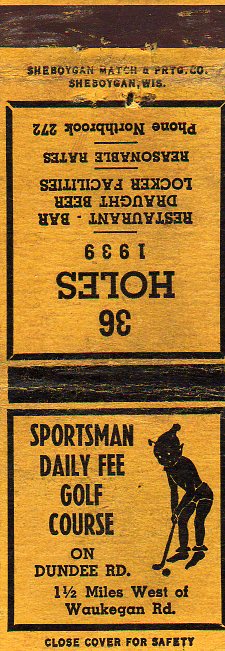 SHEBOYGAN MATCH & PRTG. CO.
SHEBOYGAN, WIS.
36
HOLES
1939
RESTAURANT - BAR
DRAUGHT BEER
LOCKER FACILITIES
REASONABLE RATES
Phone Northbrook 272
SPORTSMAN
DAILY FEE
GOLF
COURSE
ON
DUNDEE RD.
1½ Miles West of
Waukegan Rd.
CLOSE COVER FOR SAFETY